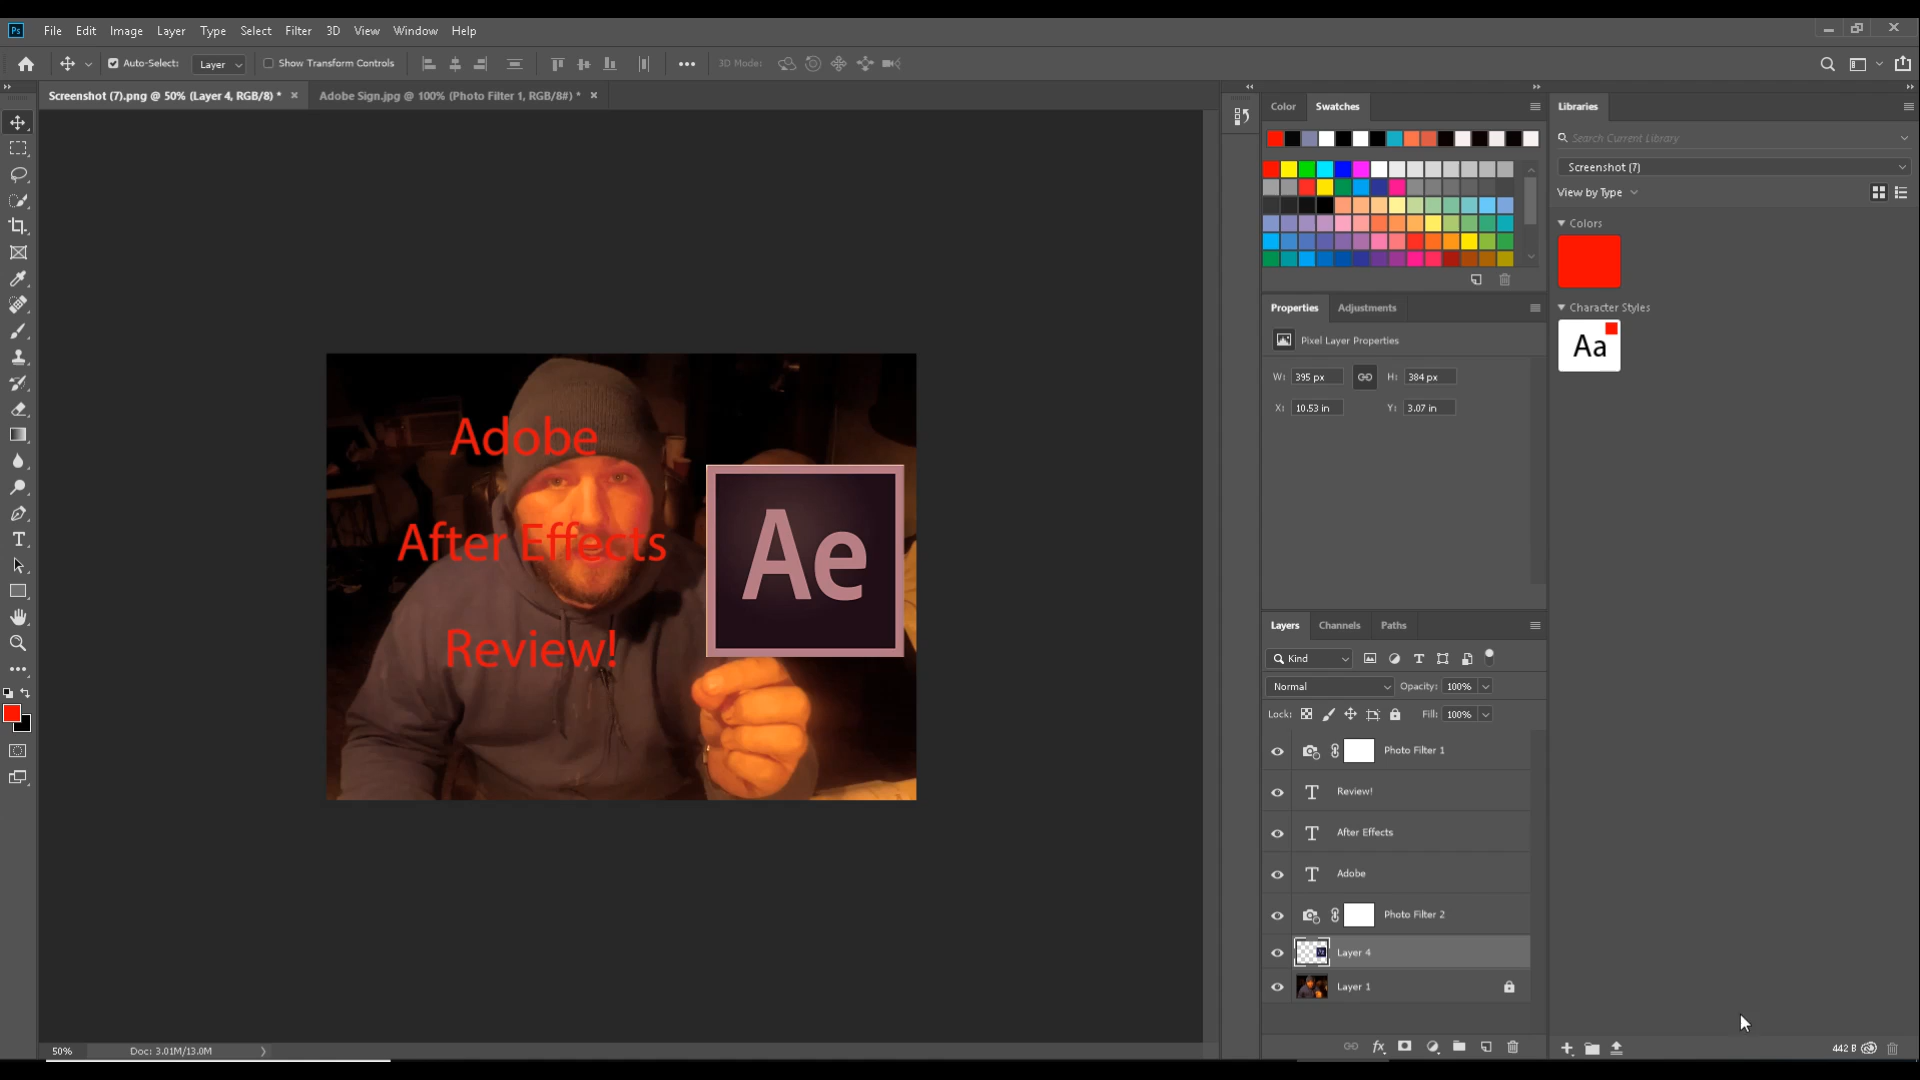 Ps File Edit Image Layer Type Select Filter 3D View Window Help
Auto-Select: Layer Show Transform Controls 3D Mode:
Screenshot (7).png @ 50% (Layer 4, RGB/8) * Adobe Sign.jpg @ 100% (Photo Filter 1, RGB/8#) *
Color Swatches
Libraries
Search Current Library
Screenshot (7)
View by Type
Colors
Character Styles
Aa
Properties Adjustments
Pixel Layer Properties
W: 395 px H: 384 px
X: 10.53 in Y: 3.07 in
Adobe
After Effects
Review!
Ae
Layers Channels Paths
Kind
Normal Opacity: 100%
Lock: Fill: 100%
Photo Filter 1
Review!
After Effects
Adobe
Photo Filter 2
Layer 4
Layer 1
fx
50% Doc: 3.01M/13.0M
442 B